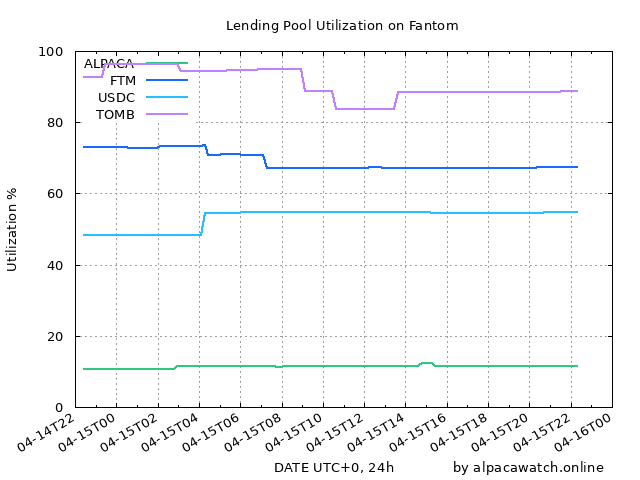 Lending Pool Utilization on Fantom
Utilization %
100
80
60
40
20
0
ALPACA
FTM
USDC
TOMB
04-14T22
04-15T00
04-15T02
04-15T04
04-15T06
04-15T08
04-15T10
04-15T12
04-15T14
04-15T16
04-15T18
04-15T20
04-15T22
04-16T00
DATE UTC+0, 24h
by alpacawatch.online